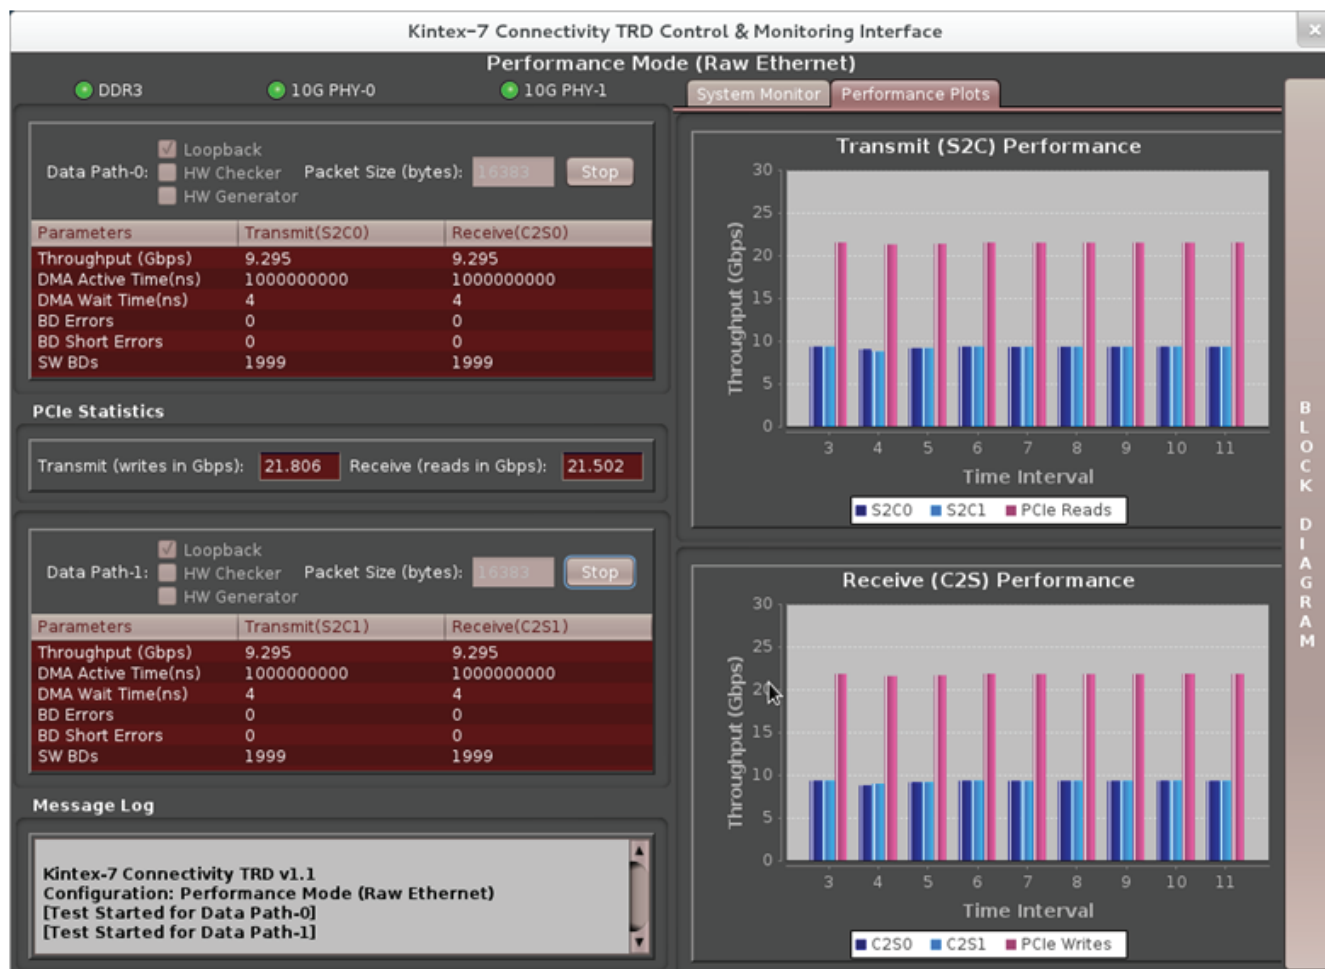 Kintex-7 Connectivity TRD Control & Monitoring Interface
Performance Mode (Raw Ethernet)
DDR3 10G PHY-0 10G PHY-1
Loopback
Data Path-0: HW Checker Packet Size (bytes): 16383 Stop
HW Generator
Parameters Transmit(S2C0) Receive(C2S0)
Throughput (Gbps) 9.295 9.295
DMA Active Time(ns) 1000000000 1000000000
DMA Wait Time(ns) 4 4
BD Errors 0 0
BD Short Errors 0 0
SW BDs 1999 1999
PCIe Statistics
Transmit (writes in Gbps): 21.806 Receive (reads in Gbps): 21.502
Loopback
Data Path-1: HW Checker Packet Size (bytes): 16383 Stop
HW Generator
Parameters Transmit(S2C1) Receive(C2S1)
Throughput (Gbps) 9.295 9.295
DMA Active Time(ns) 1000000000 1000000000
DMA Wait Time(ns) 4 4
BD Errors 0 0
BD Short Errors 0 0
SW BDs 1999 1999
Message Log
Kintex-7 Connectivity TRD v1.1
Configuration: Performance Mode (Raw Ethernet)
[Test Started for Data Path-0]
[Test Started for Data Path-1]
System Monitor Performance Plots
Transmit (S2C) Performance
Throughput (Gbps)
30
25
20
15
10
5
0
3 4 5 6 7 8 9 10 11
Time Interval
S2C0 S2C1 PCIe Reads
Receive (C2S) Performance
Throughput (Gbps)
30
25
20
15
10
5
0
3 4 5 6 7 8 9 10 11
Time Interval
C2S0 C2S1 PCIe Writes
BLOCK DIAGRAM